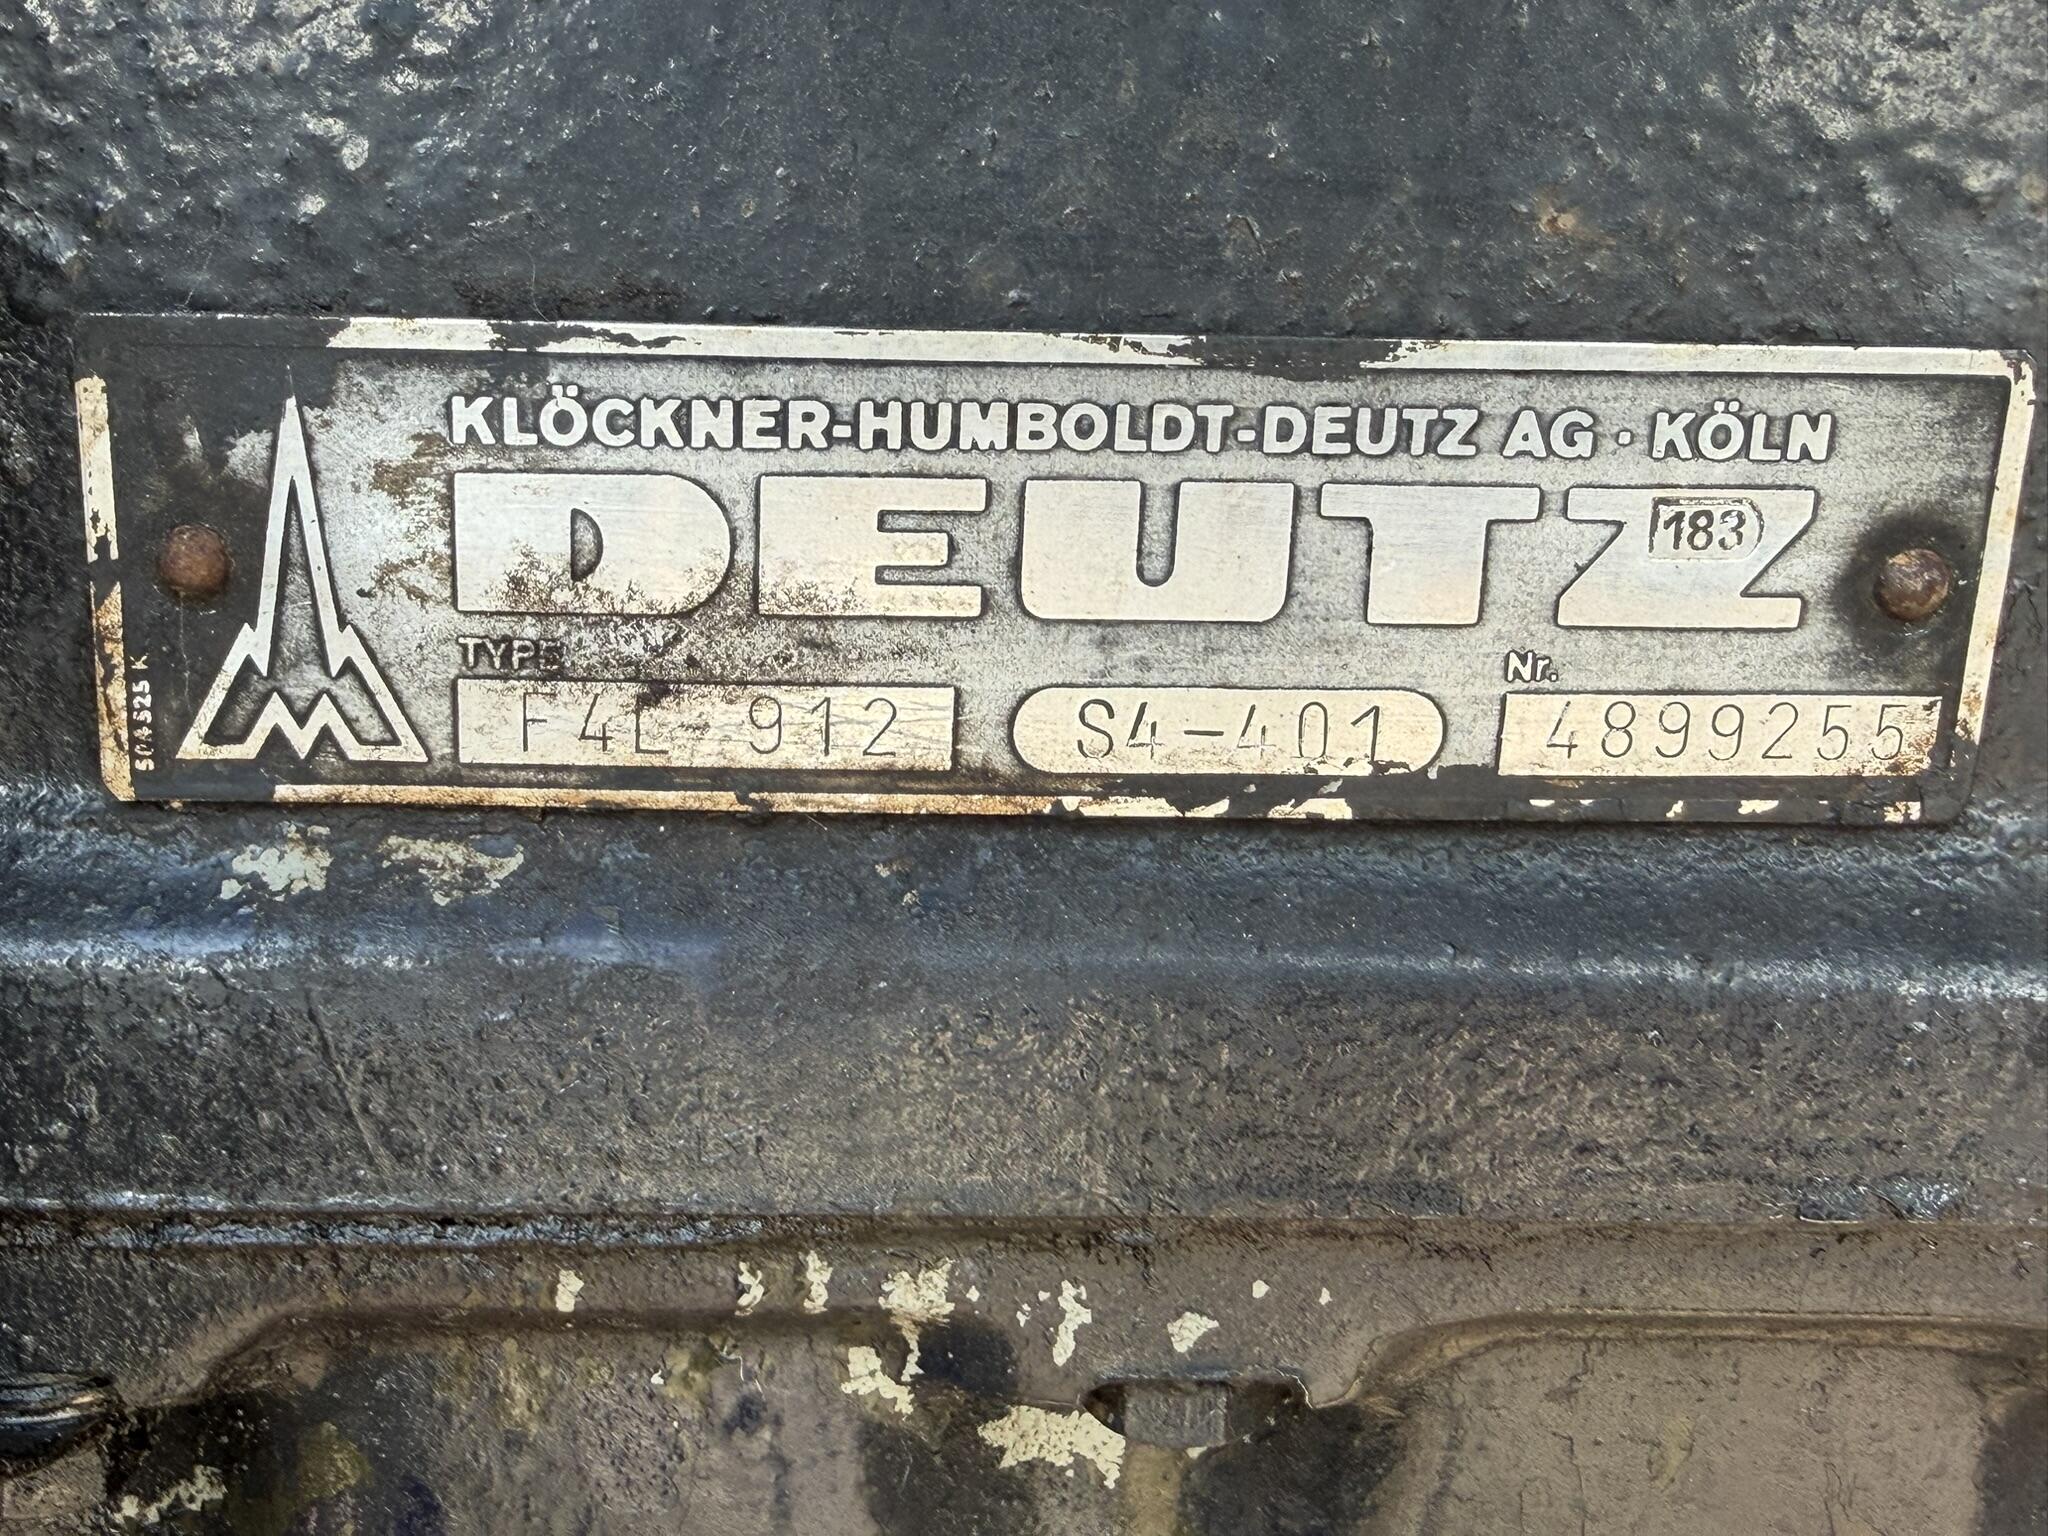 KLÖCKNER-HUMBOLDT-DEUTZ AG · KÖLN
DEUTZ
183
TYPE
Nr.
F4L 912
S4-401
4899255